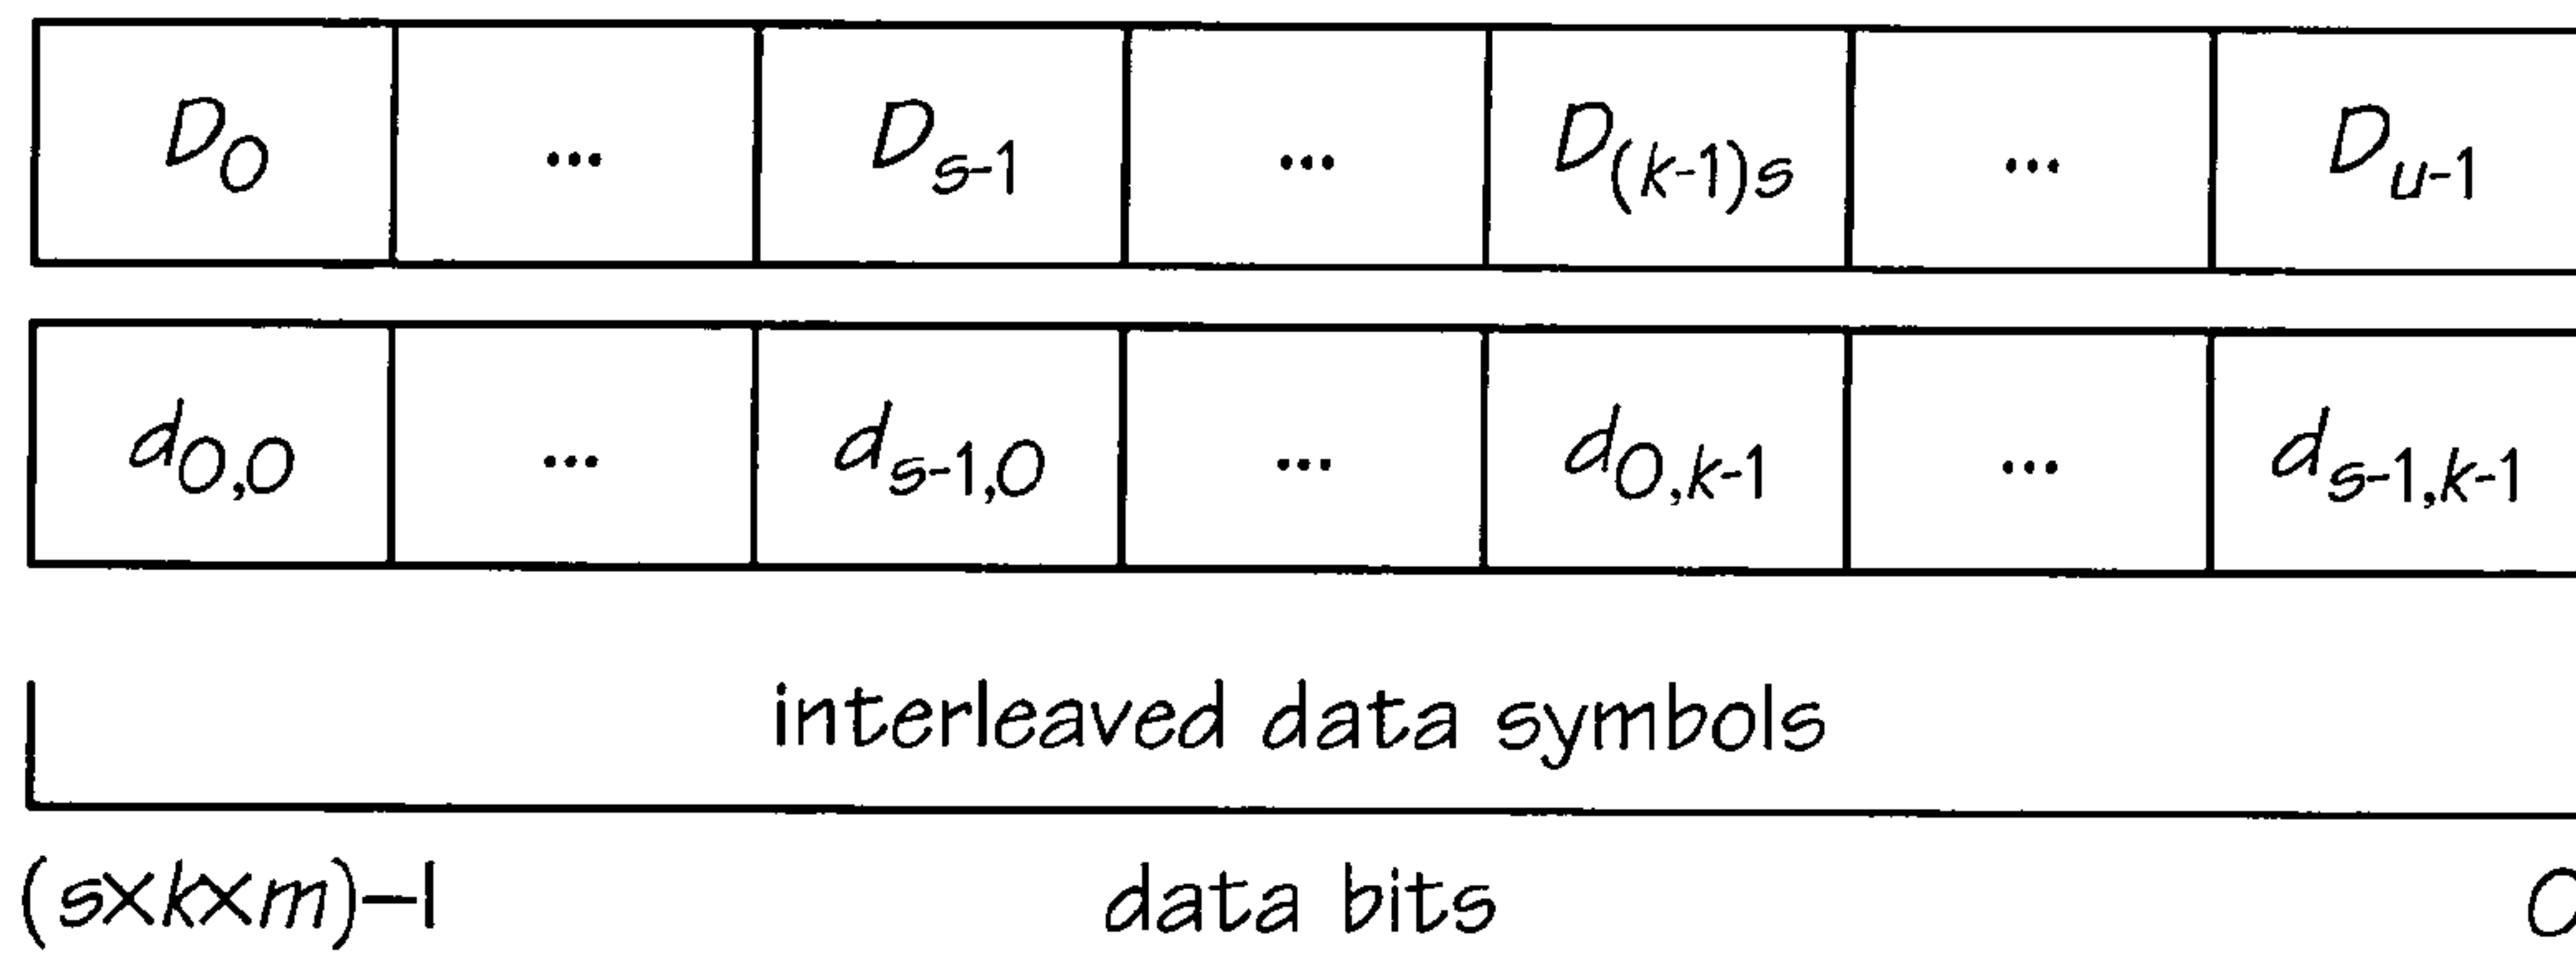 D0 ... Ds-1 ... D(k-1)s ... Du-1
d0,0 ... ds-1,0 ... d0,k-1 ... ds-1,k-1
interleaved data symbols
(s×k×m)–1 data bits 0